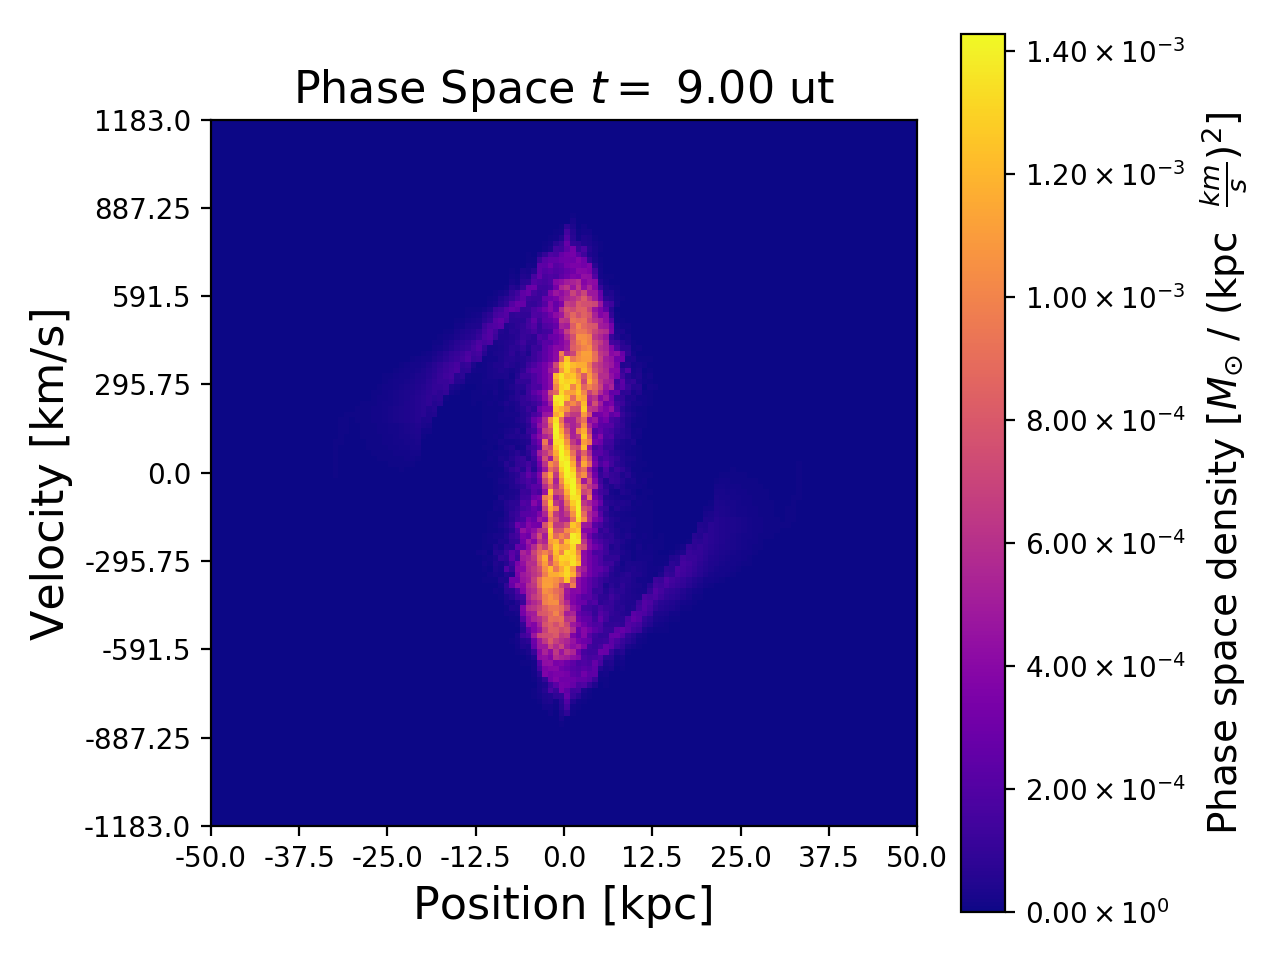 Phase Space t = 9.00 ut
1183.0
887.25
591.5
295.75
0.0
-295.75
-591.5
-887.25
-1183.0
Velocity [km/s]
-50.0 -37.5 -25.0 -12.5 0.0 12.5 25.0 37.5 50.0
Position [kpc]
1.40 × 10⁻³
1.20 × 10⁻³
1.00 × 10⁻³
8.00 × 10⁻⁴
6.00 × 10⁻⁴
4.00 × 10⁻⁴
2.00 × 10⁻⁴
0.00 × 10⁰
Phase space density [M⊙ / (kpc km/s)²]